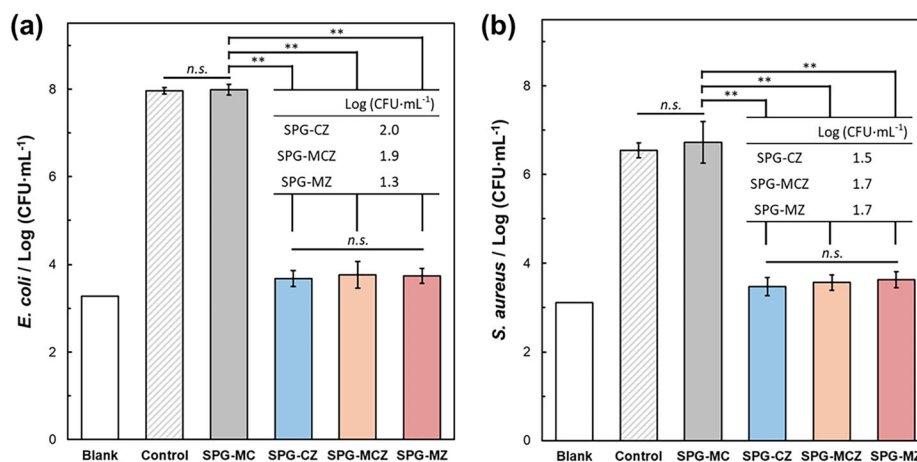 (a)
E. coli / Log (CFU·mL⁻¹)
8
6
4
2
0
n.s.
**
**
**
Log (CFU·mL⁻¹)
SPG-CZ 2.0
SPG-MCZ 1.9
SPG-MZ 1.3
n.s.
Blank Control SPG-MC SPG-CZ SPG-MCZ SPG-MZ
(b)
S. aureus / Log (CFU·mL⁻¹)
8
6
4
2
0
n.s.
**
**
**
Log (CFU·mL⁻¹)
SPG-CZ 1.5
SPG-MCZ 1.7
SPG-MZ 1.7
n.s.
Blank Control SPG-MC SPG-CZ SPG-MCZ SPG-MZ